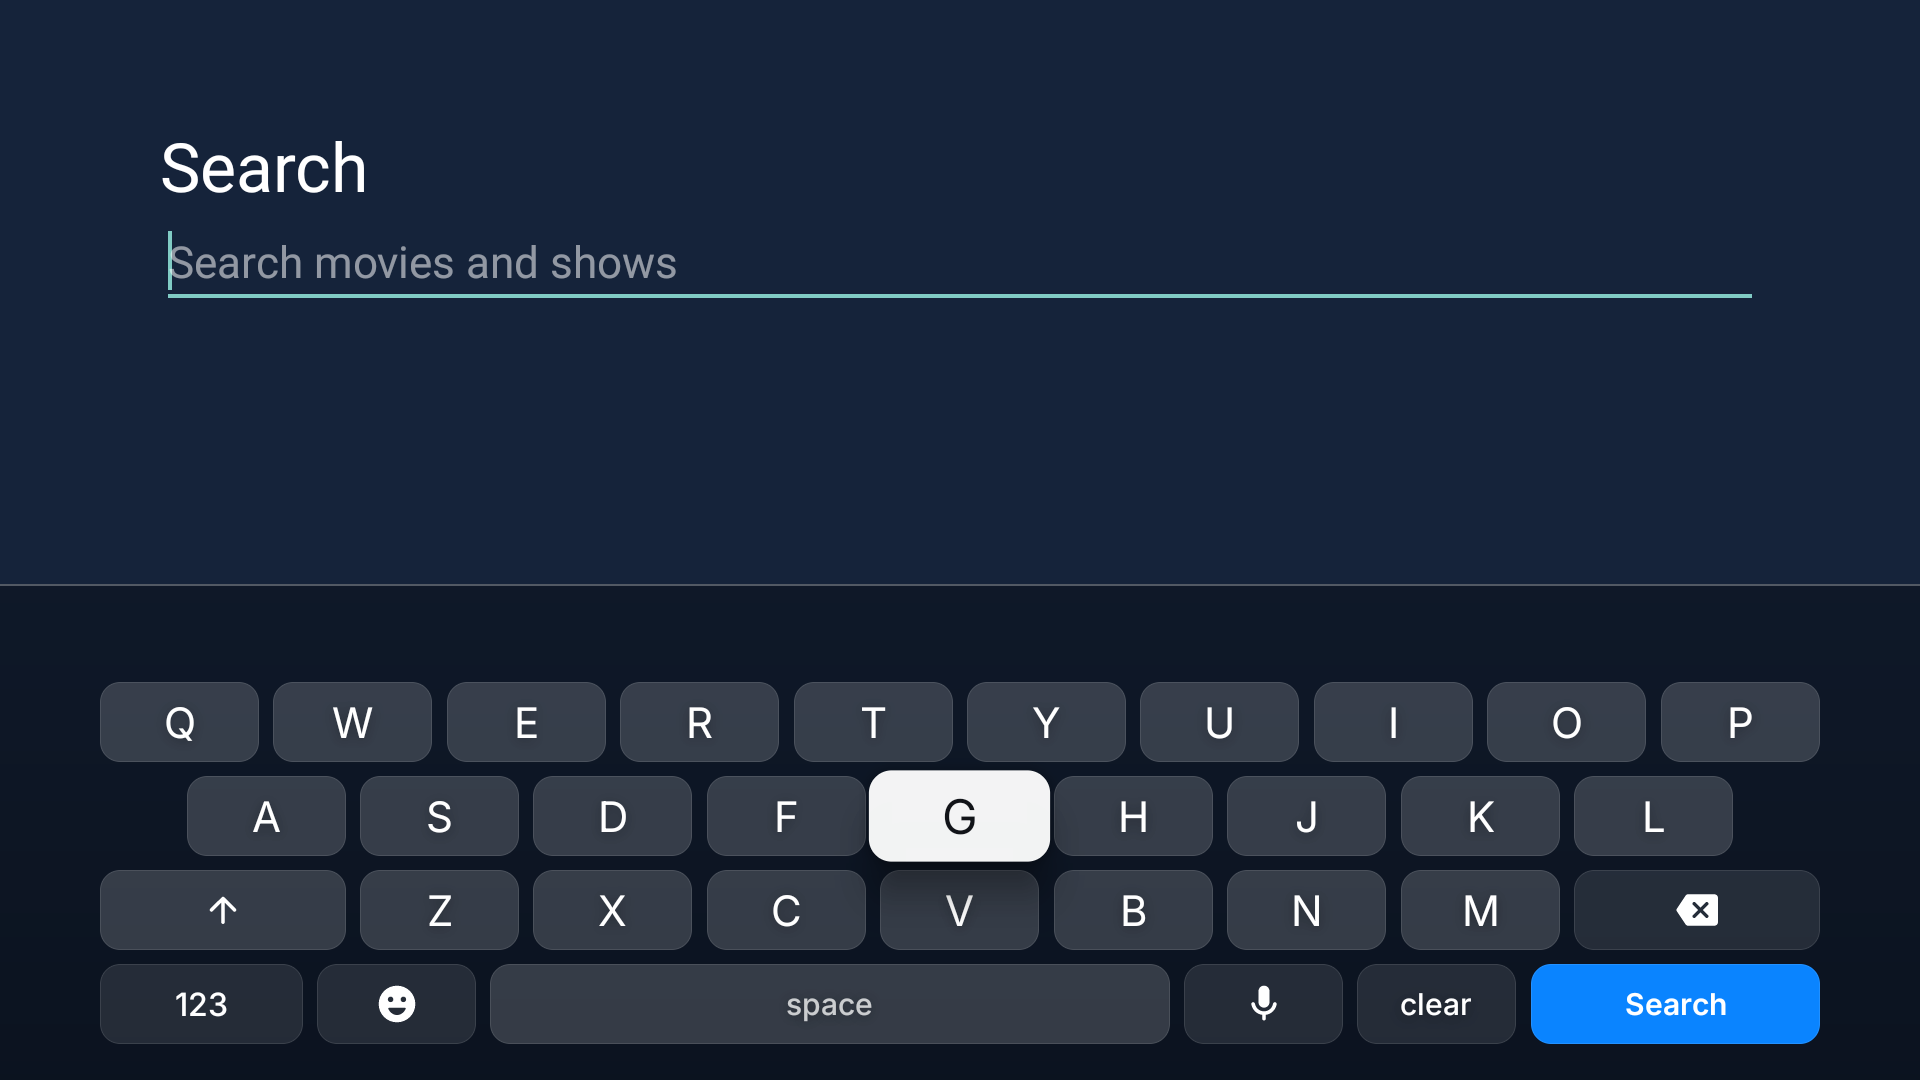 Search
Search movies and shows
Q W E R T Y U I O P
A S D F G H J K L
Z X C V B N M
123 space clear Search